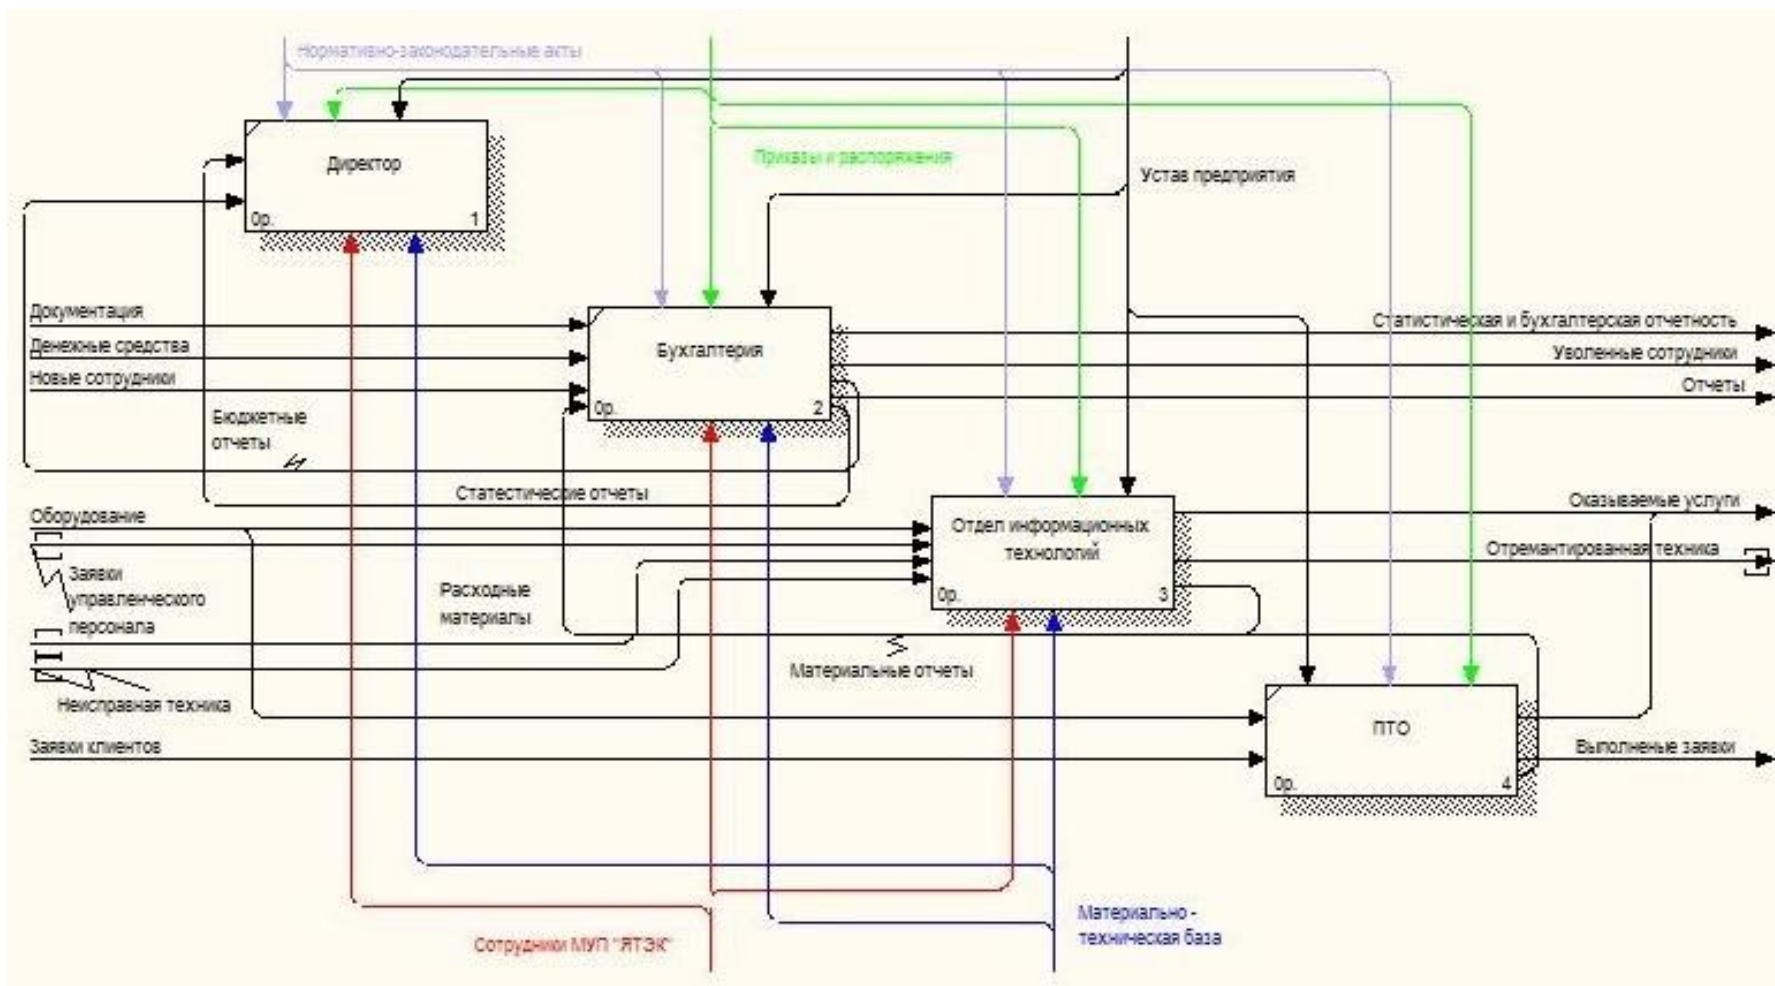 Нормативно-законодательные акты
Приказы и распоряжения
Устав предприятия
Директор
0р.
1
Документация
Денежные средства
Новые сотрудники
Бухгалтерия
0р.
2
Статистическая и бухгалтерская отчетность
Уволенные сотрудники
Отчеты
Бюджетные
отчеты
Статестические отчеты
Оборудование
Заявки
управленческого
персонала
Расходные
материалы
Отдел информационных
технологий
0р.
3
Оказываемые услуги
Отремантированная техника
Материальные отчеты
Неисправная техника
Заявки клиентов
ПТО
0р.
4
Выполненые заявки
Сотрудники МУП "ЯТЭК"
Материально -
техническая база